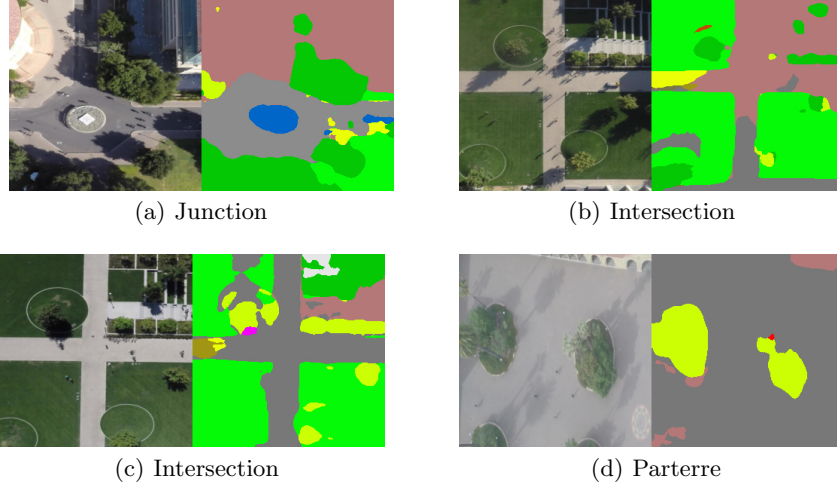 (a) Junction
(b) Intersection
(c) Intersection
(d) Parterre